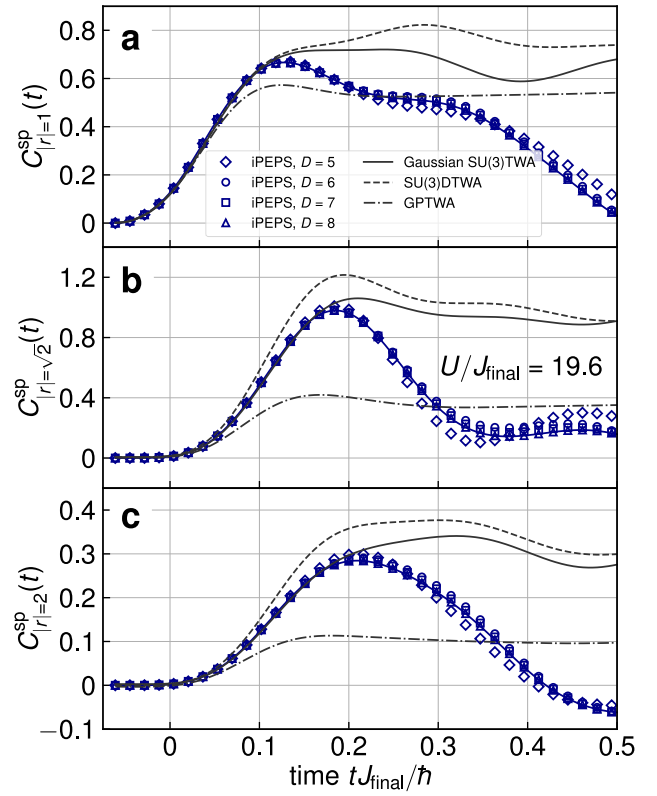 0.8
0.6
0.4
0.2
0
C^sp_|r|=1(t)
a
iPEPS, D = 5
iPEPS, D = 6
iPEPS, D = 7
iPEPS, D = 8
Gaussian SU(3)TWA
SU(3)DTWA
GPTWA
1.2
0.8
0.4
0
C^sp_|r|=√2(t)
b
U/J_final = 19.6
0.4
0.3
0.2
0.1
0
−0.1
C^sp_|r|=2(t)
c
0 0.1 0.2 0.3 0.4 0.5
time tJ_final/ħ